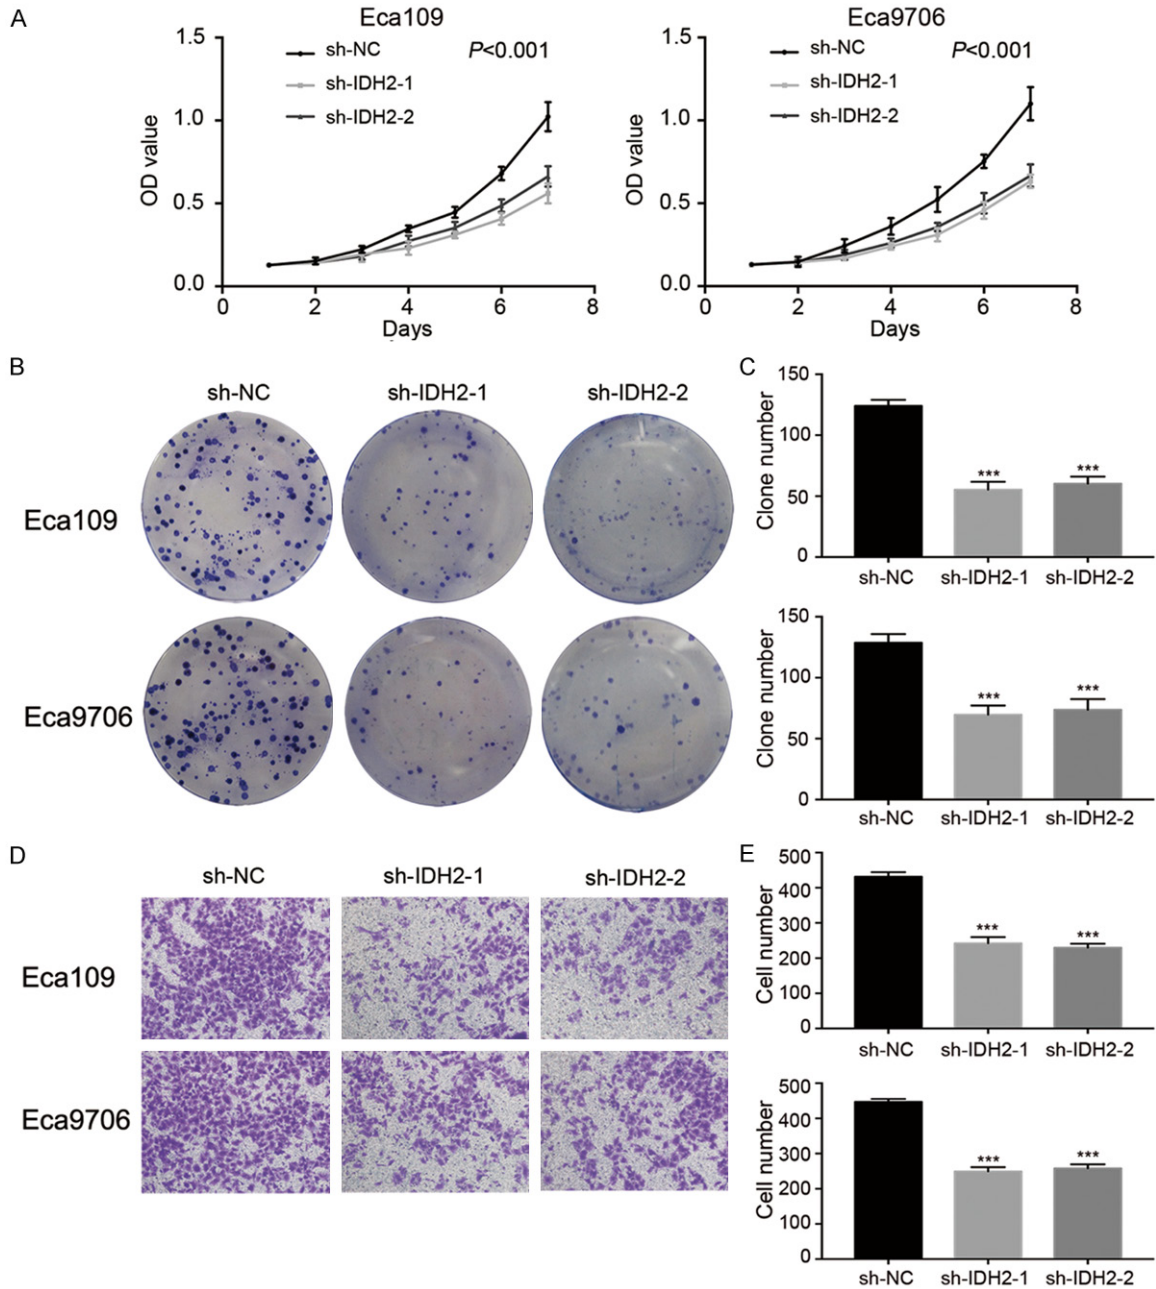 A
Eca109
Eca9706
1.5
1.0
0.5
0.0
OD value
sh-NC
sh-IDH2-1
sh-IDH2-2
P<0.001
0 2 4 6 8
Days
1.5
1.0
0.5
0.0
OD value
sh-NC
sh-IDH2-1
sh-IDH2-2
P<0.001
0 2 4 6 8
Days
B
sh-NC sh-IDH2-1 sh-IDH2-2
Eca109
Eca9706
C
150
100
50
0
Clone number
*** ***
sh-NC sh-IDH2-1 sh-IDH2-2
150
100
50
0
Clone number
*** ***
sh-NC sh-IDH2-1 sh-IDH2-2
D
sh-NC sh-IDH2-1 sh-IDH2-2
Eca109
Eca9706
E
500
400
300
200
100
0
Cell number
*** ***
sh-NC sh-IDH2-1 sh-IDH2-2
500
400
300
200
100
0
Cell number
*** ***
sh-NC sh-IDH2-1 sh-IDH2-2